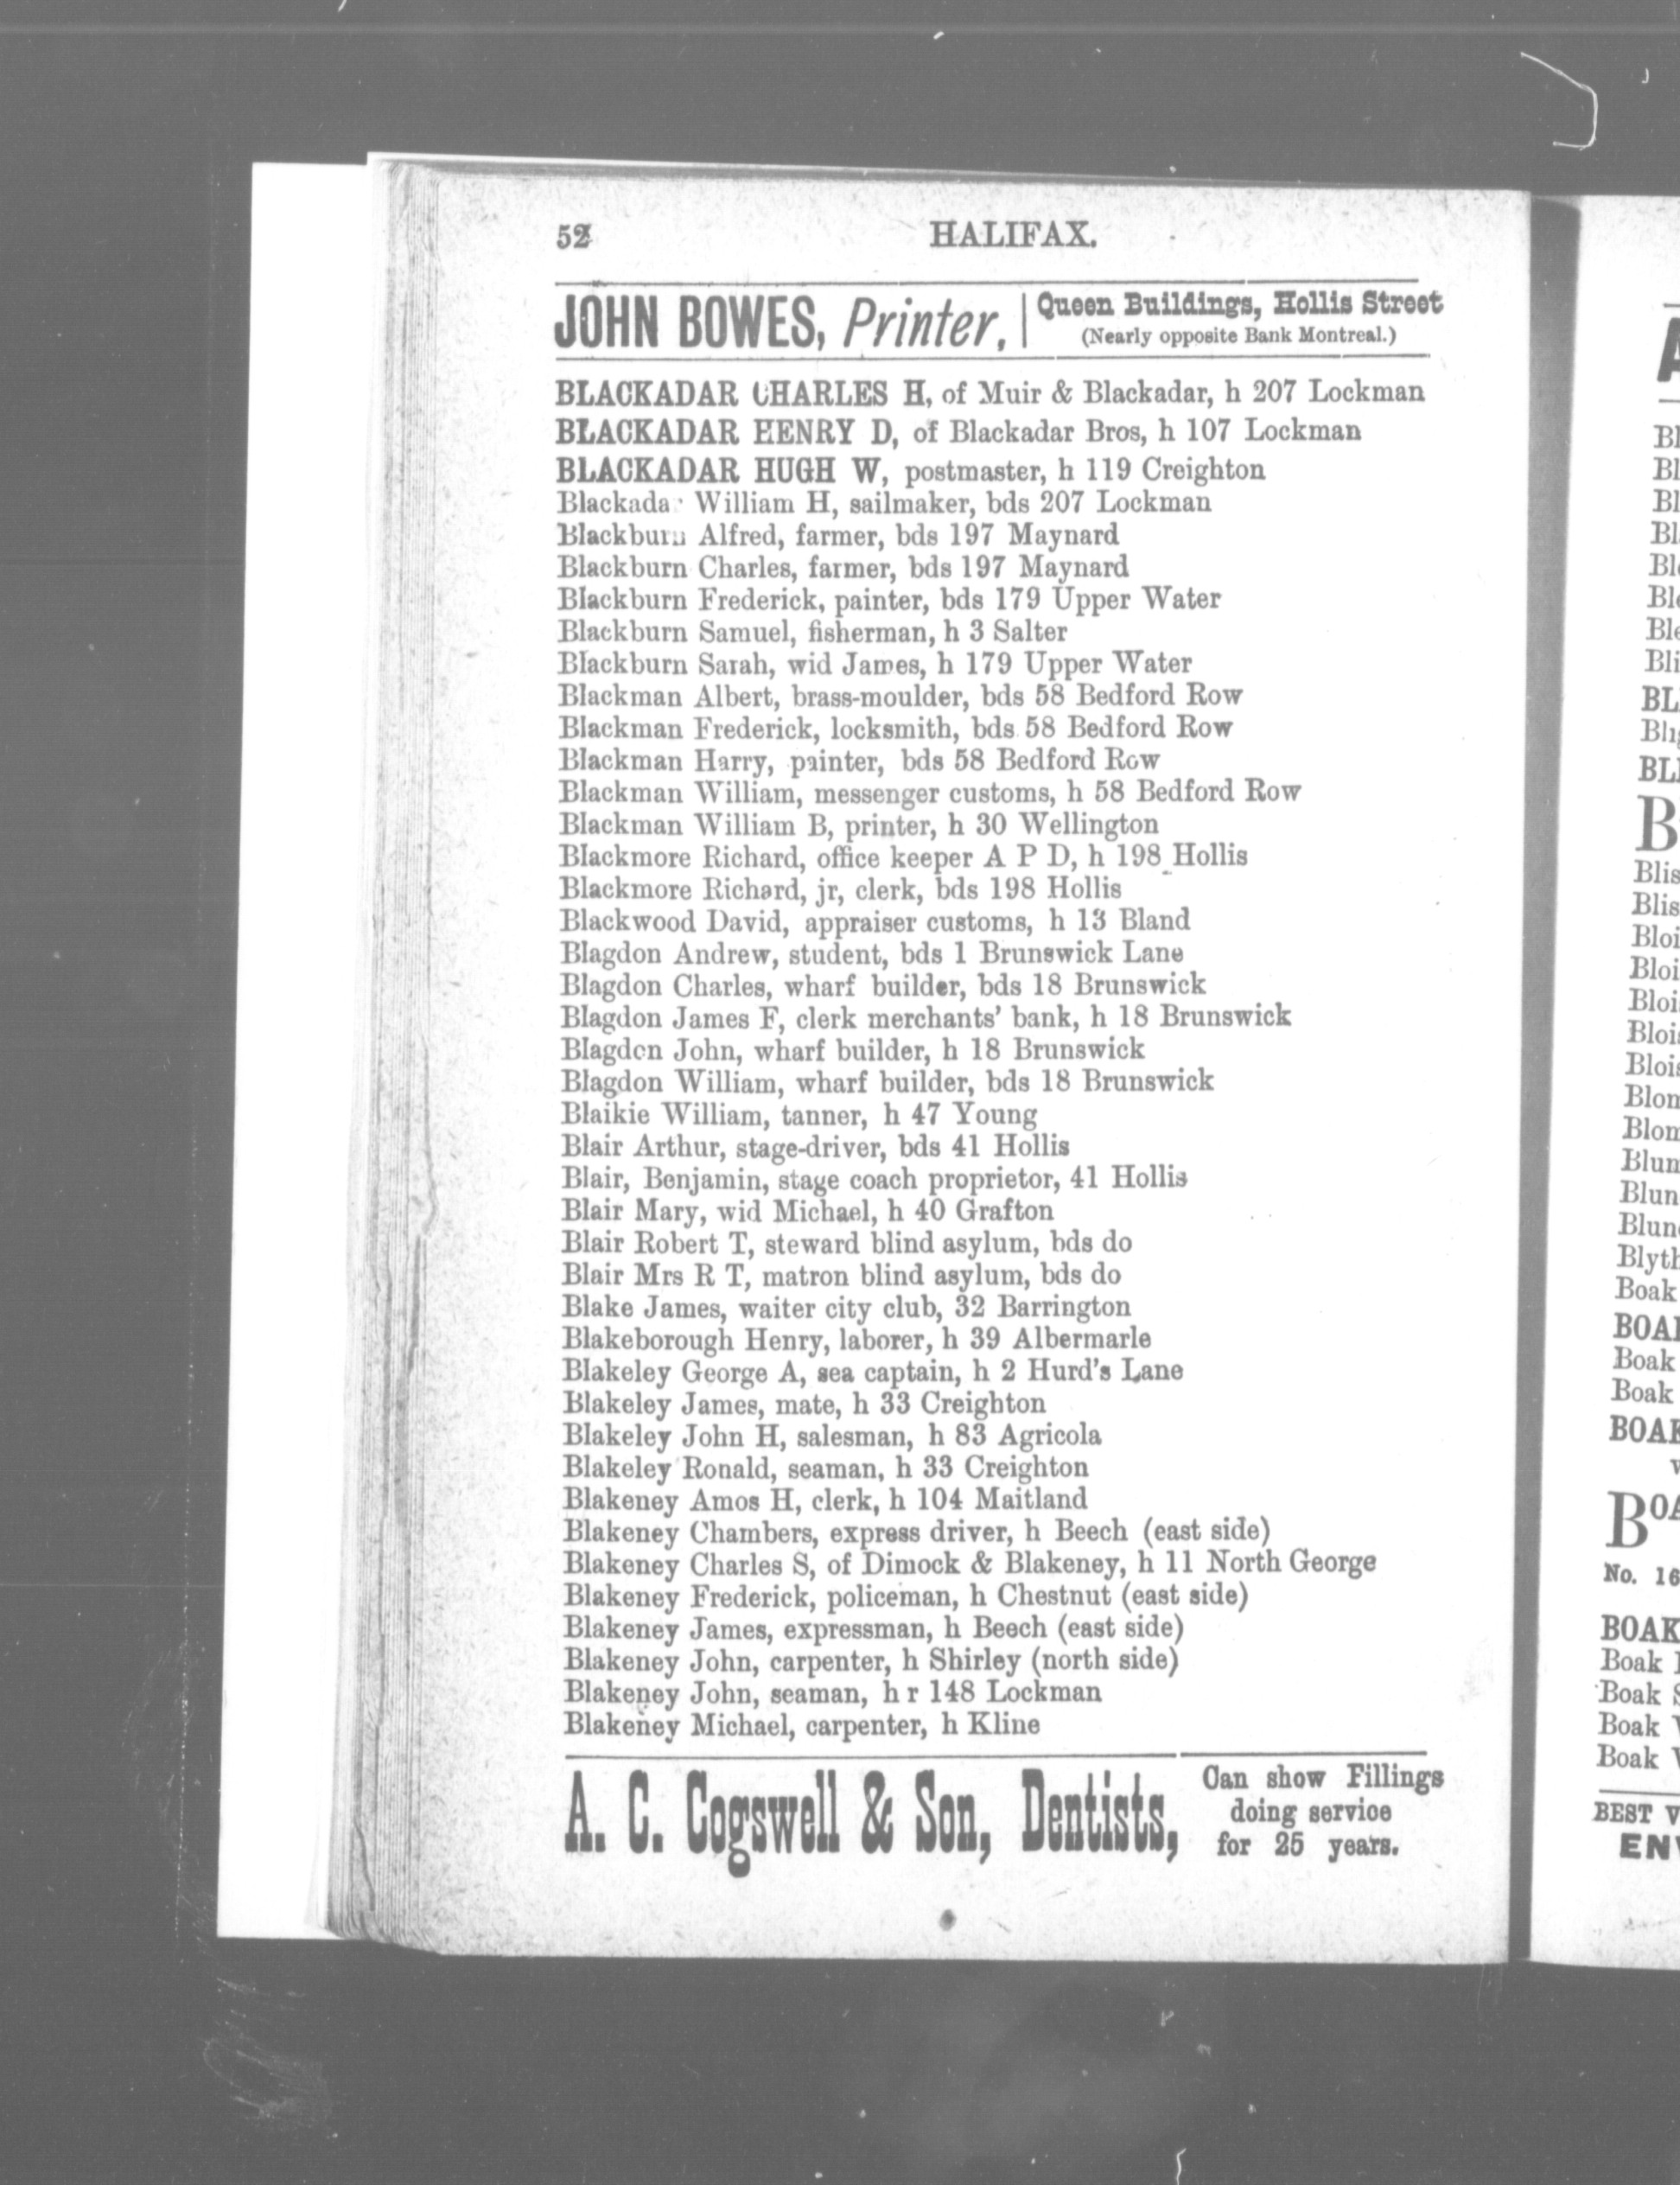 52
HALIFAX.
JOHN BOWES, Printer, | Queen Buildings, Hollis Street
(Nearly opposite Bank Montreal.)
BLACKADAR CHARLES H, of Muir & Blackadar, h 207 Lockman
BLACKADAR HENRY D, of Blackadar Bros, h 107 Lockman
BLACKADAR HUGH W, postmaster, h 119 Creighton
Blackada William H, sailmaker, bds 207 Lockman
Blackburn Alfred, farmer, bds 197 Maynard
Blackburn Charles, farmer, bds 197 Maynard
Blackburn Frederick, painter, bds 179 Upper Water
Blackburn Samuel, fisherman, h 3 Salter
Blackburn Sarah, wid James, h 179 Upper Water
Blackman Albert, brass-moulder, bds 58 Bedford Row
Blackman Frederick, locksmith, bds 58 Bedford Row
Blackman Harry, painter, bds 58 Bedford Row
Blackman William, messenger customs, h 58 Bedford Row
Blackman William B, printer, h 30 Wellington
Blackmore Richard, office keeper A P D, h 198 Hollis
Blackmore Richard, jr, clerk, bds 198 Hollis
Blackwood David, appraiser customs, h 13 Bland
Blagdon Andrew, student, bds 1 Brunswick Lane
Blagdon Charles, wharf builder, bds 18 Brunswick
Blagdon James F, clerk merchants' bank, h 18 Brunswick
Blagdon John, wharf builder, h 18 Brunswick
Blagdon William, wharf builder, bds 18 Brunswick
Blaikie William, tanner, h 47 Young
Blair Arthur, stage-driver, bds 41 Hollis
Blair, Benjamin, stage coach proprietor, 41 Hollis
Blair Mary, wid Michael, h 40 Grafton
Blair Robert T, steward blind asylum, bds do
Blair Mrs R T, matron blind asylum, bds do
Blake James, waiter city club, 32 Barrington
Blakeborough Henry, laborer, h 39 Albermarle
Blakeley George A, sea captain, h 2 Hurd's Lane
Blakeley James, mate, h 33 Creighton
Blakeley John H, salesman, h 83 Agricola
Blakeley Ronald, seaman, h 33 Creighton
Blakeney Amos H, clerk, h 104 Maitland
Blakeney Chambers, express driver, h Beech (east side)
Blakeney Charles S, of Dimock & Blakeney, h 11 North George
Blakeney Frederick, policeman, h Chestnut (east side)
Blakeney James, expressman, h Beech (east side)
Blakeney John, carpenter, h Shirley (north side)
Blakeney John, seaman, h r 148 Lockman
Blakeney Michael, carpenter, h Kline
A. C. Cogswell & Son, Dentists,
Can show Fillings
doing service
for 25 years.
Boak
BOAK
Boak
Boak
No. 16
BOAK
Boak
Boak
Boak
Boak
BEST